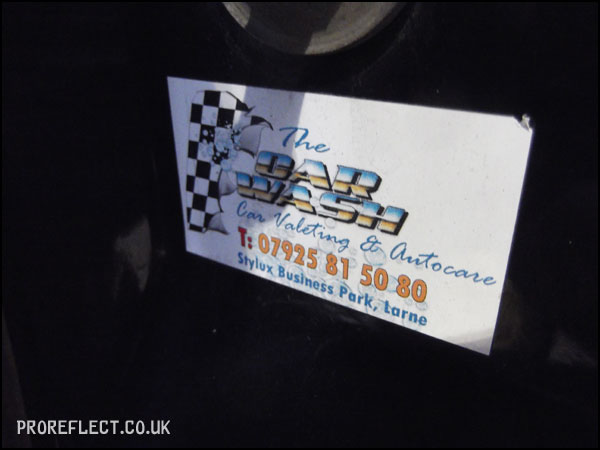 The
CAR
WASH
Car Valeting & Autocare
T: 07925 81 50 80
Stylux Business Park, Larne
PROREFLECT.CO.UK